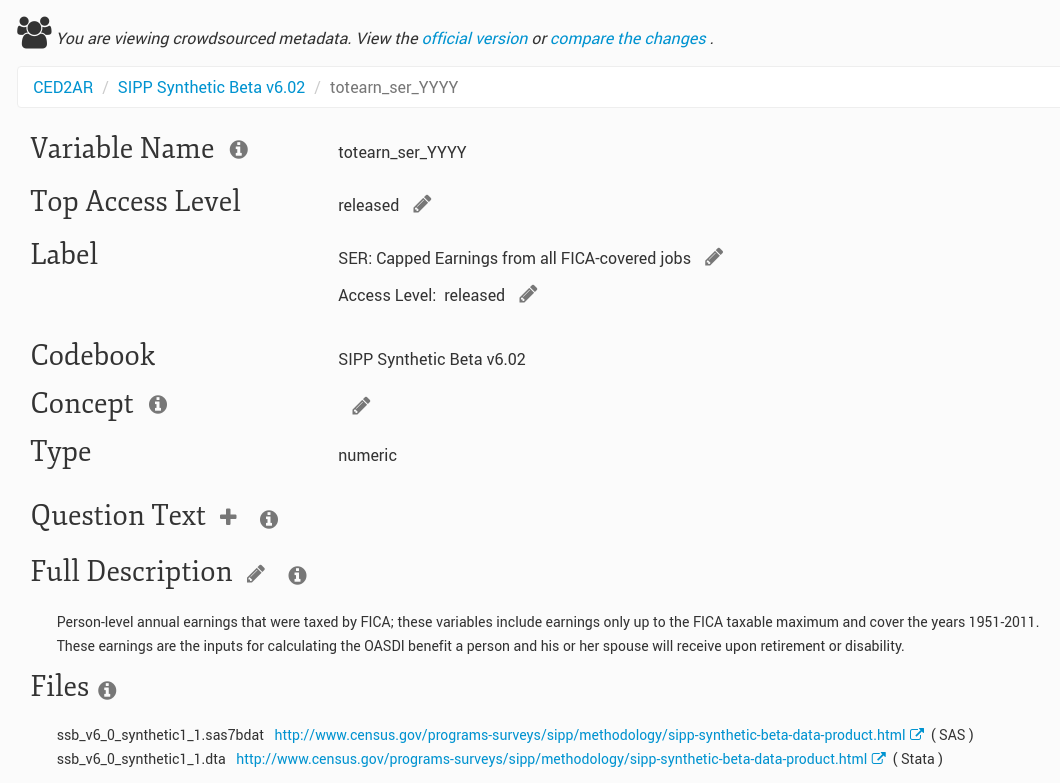 You are viewing crowdsourced metadata. View the official version or compare the changes .
CED2AR / SIPP Synthetic Beta v6.02 / totearn_ser_YYYY
Variable Name totearn_ser_YYYY
Top Access Level released
Label SER: Capped Earnings from all FICA-covered jobs
Access Level: released
Codebook SIPP Synthetic Beta v6.02
Concept
Type numeric
Question Text
Full Description
Person-level annual earnings that were taxed by FICA; these variables include earnings only up to the FICA taxable maximum and cover the years 1951-2011.
These earnings are the inputs for calculating the OASDI benefit a person and his or her spouse will receive upon retirement or disability.
Files
ssb_v6_0_synthetic1_1.sas7bdat http://www.census.gov/programs-surveys/sipp/methodology/sipp-synthetic-beta-data-product.html ( SAS )
ssb_v6_0_synthetic1_1.dta http://www.census.gov/programs-surveys/sipp/methodology/sipp-synthetic-beta-data-product.html ( Stata )